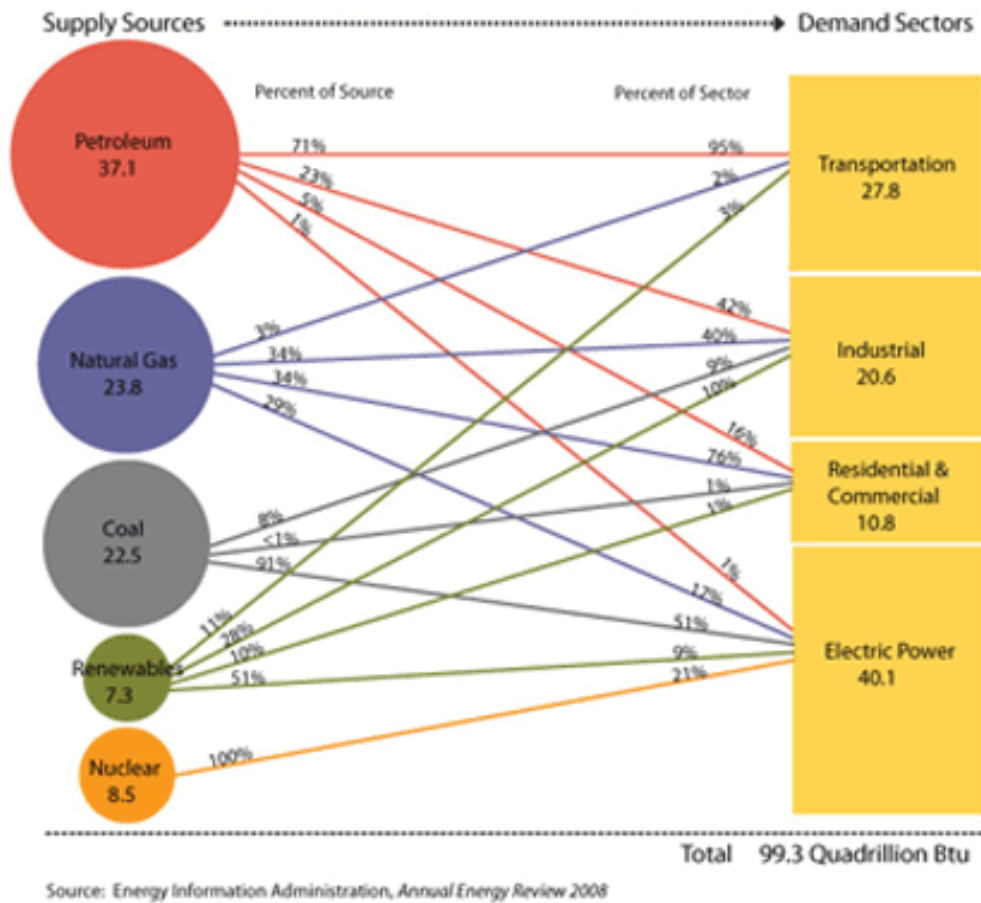 Supply Sources
Demand Sectors
Percent of Source
Percent of Sector
Petroleum
37.1
71%
23%
5%
1%
95%
2%
3%
Transportation
27.8
Natural Gas
23.8
3%
34%
34%
29%
42%
40%
9%
10%
Industrial
20.6
16%
76%
1%
1%
Residential &
Commercial
10.8
Coal
22.5
8%
<1%
91%
Renewables
7.3
11%
28%
10%
51%
1%
17%
51%
9%
21%
Electric Power
40.1
Nuclear
8.5
100%
Total 99.3 Quadrillion Btu
Source: Energy Information Administration, Annual Energy Review 2008